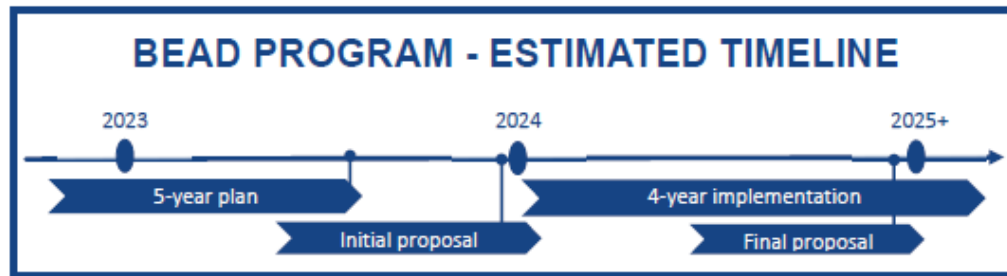 BEAD PROGRAM - ESTIMATED TIMELINE
2023 2024 2025+
5-year plan 4-year implementation
Initial proposal Final proposal